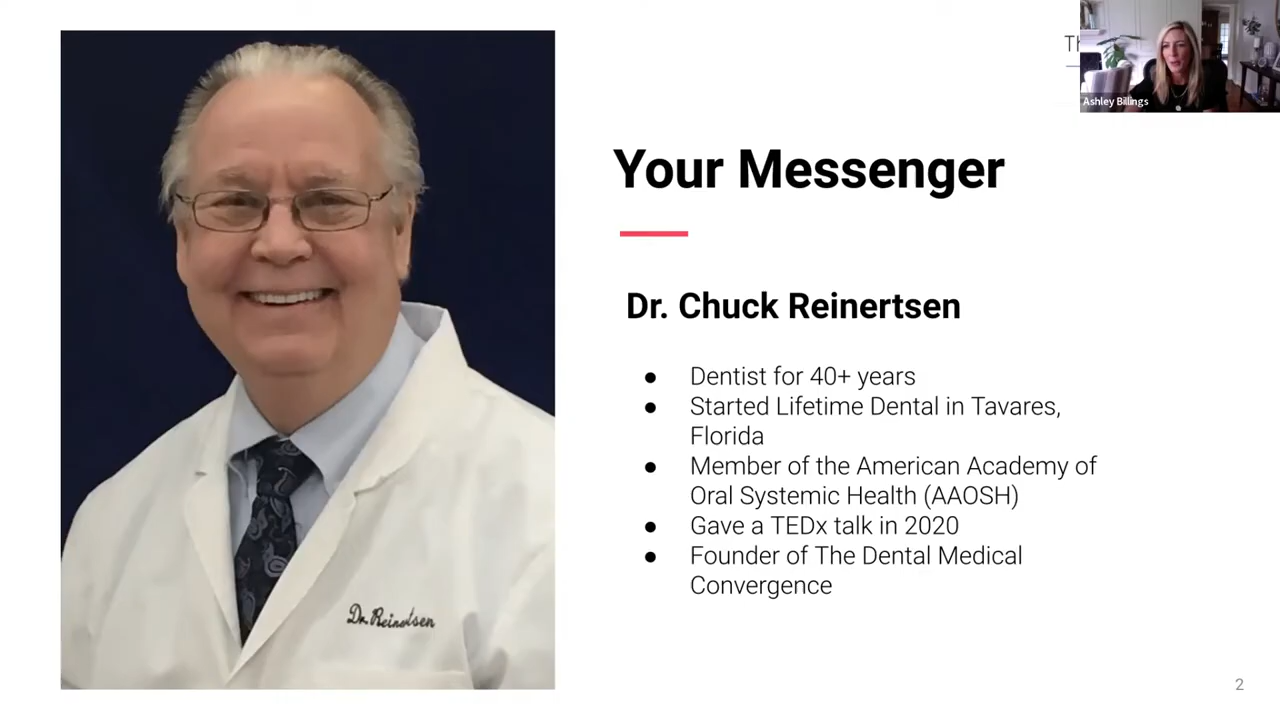 Th
Ashley Billings
Your Messenger
Dr. Chuck Reinertsen
● Dentist for 40+ years
● Started Lifetime Dental in Tavares,
Florida
● Member of the American Academy of
Oral Systemic Health (AAOSH)
● Gave a TEDx talk in 2020
● Founder of The Dental Medical
Convergence
Dr. Reinertsen
2